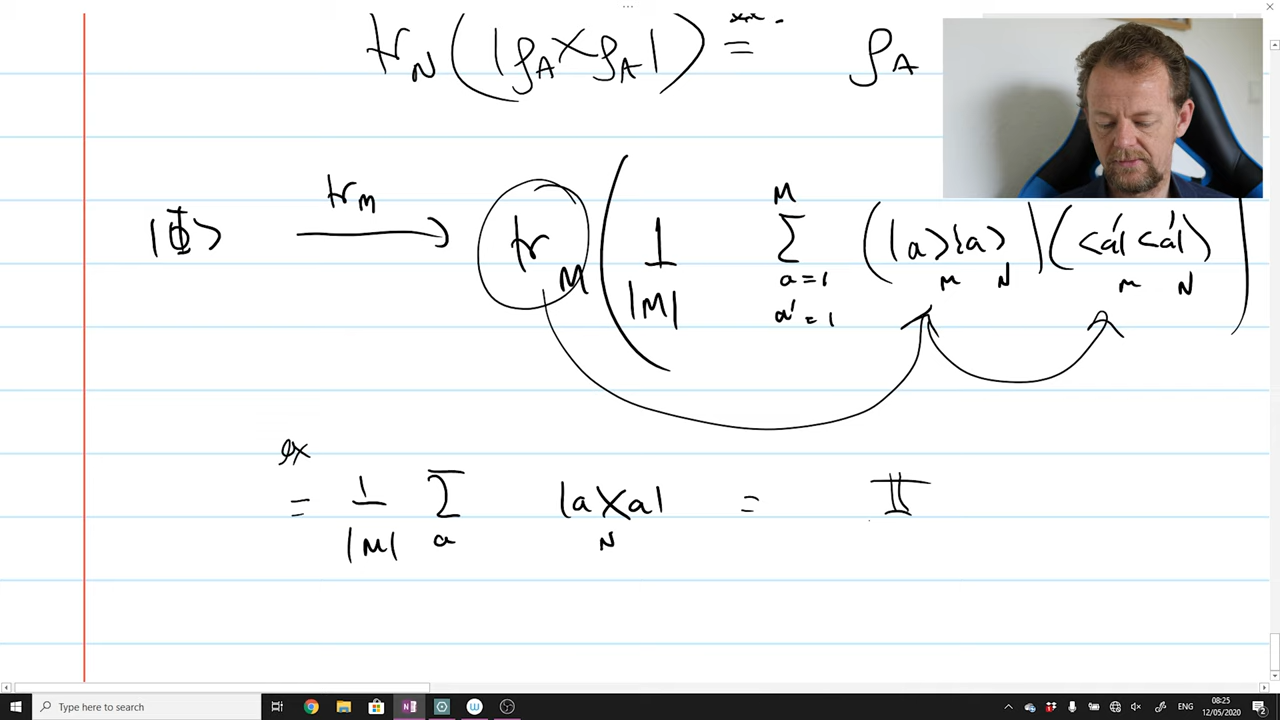 tr_N ( |ρ_A⟩⟨ρ_A| ) = ρ_A
|Φ⟩ —tr_M→ tr_M ( 1/|M| Σ_{a=1, a'=1}^{M} ( |a⟩_M |a⟩_N ) ( ⟨a'|_M ⟨a'|_N ) )
ex
= 1/|M| Σ_a |a⟩⟨a|_N = 𝕀
Type here to search
ENG
08:25
12/05/2020